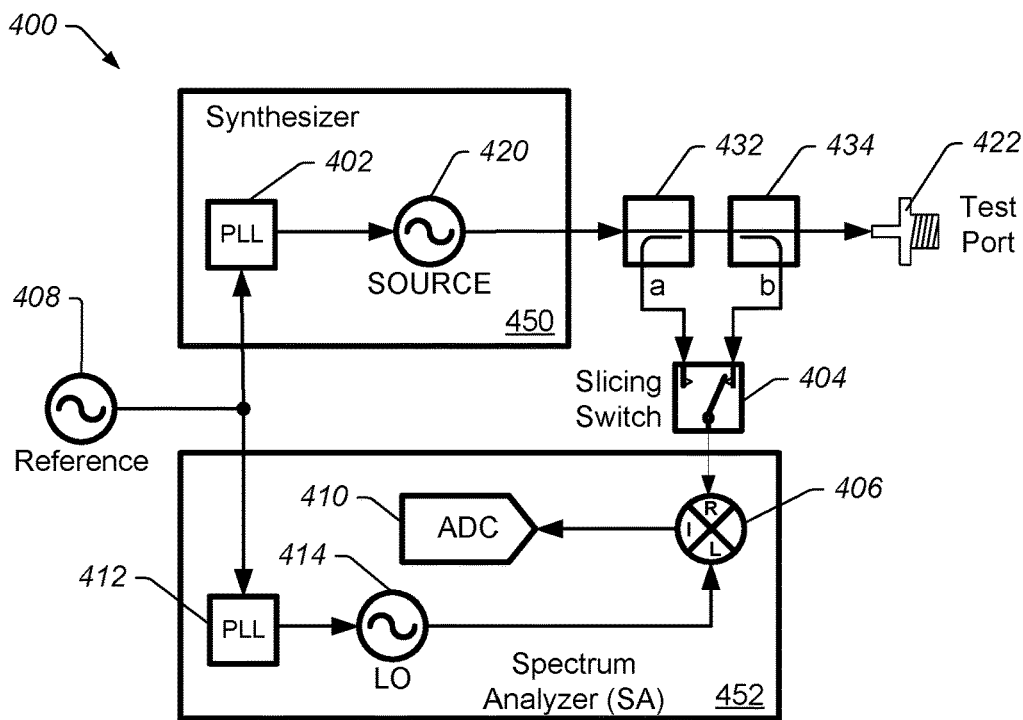 400
Synthesizer
402
420
432
434
422
PLL
SOURCE
Test
Port
a
b
450
408
Reference
Slicing
Switch
404
410
ADC
R
I
L
406
412
414
PLL
LO
Spectrum
Analyzer (SA)
452